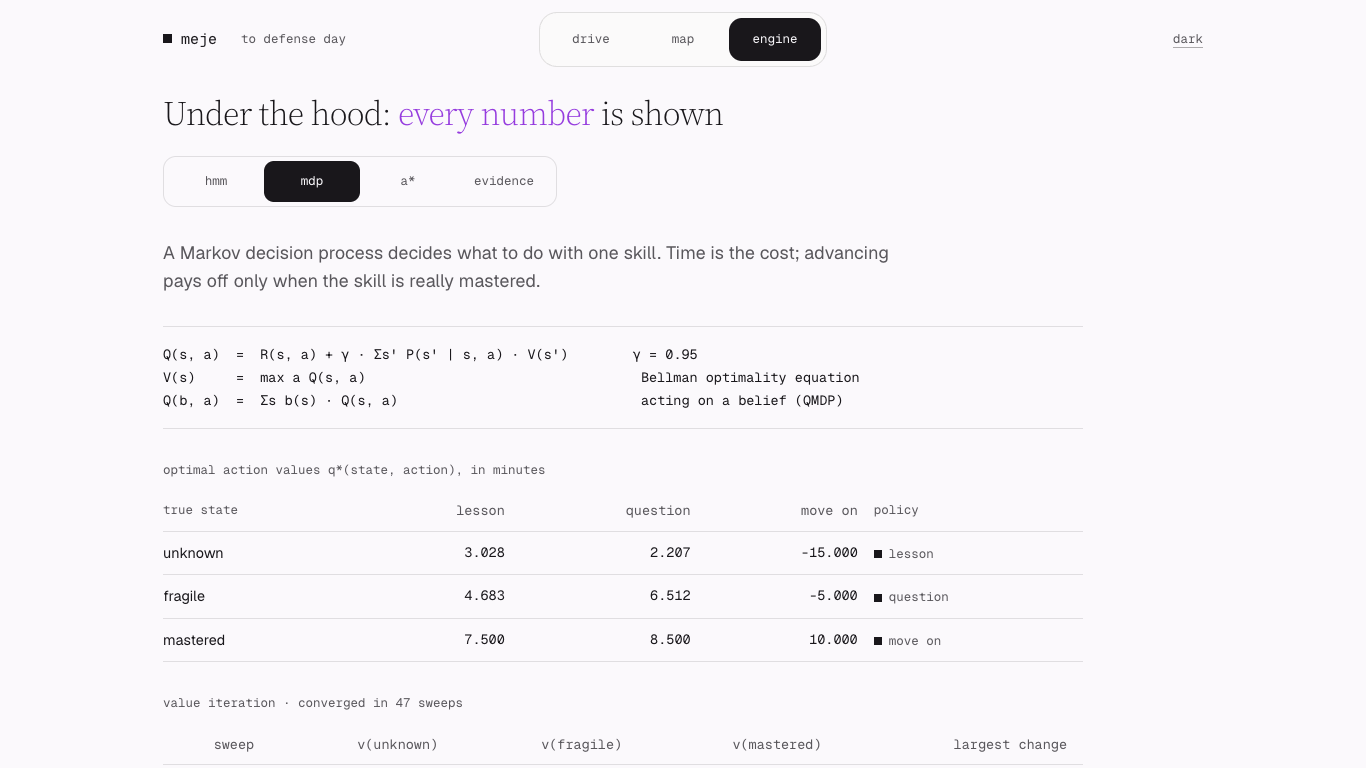 meje to defense day drive map engine dark
Under the hood: every number is shown
hmm mdp a* evidence
A Markov decision process decides what to do with one skill. Time is the cost; advancing
pays off only when the skill is really mastered.
Q(s, a) = R(s, a) + γ · Σs' P(s' | s, a) · V(s') γ = 0.95
V(s) = max a Q(s, a) Bellman optimality equation
Q(b, a) = Σs b(s) · Q(s, a) acting on a belief (QMDP)
optimal action values q*(state, action), in minutes
true state lesson question move on policy
unknown 3.028 2.207 -15.000 lesson
fragile 4.683 6.512 -5.000 question
mastered 7.500 8.500 10.000 move on
value iteration · converged in 47 sweeps
sweep v(unknown) v(fragile) v(mastered) largest change